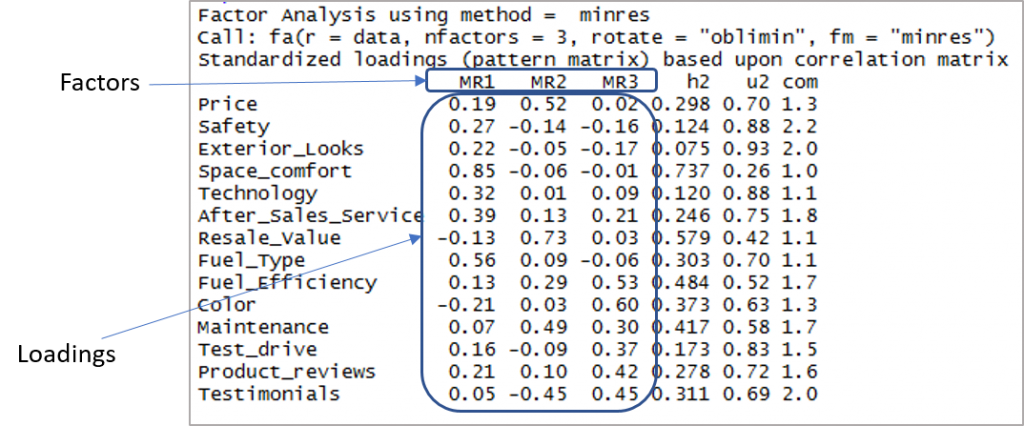 Factor Analysis using method =  minres
Call: fa(r = data, nfactors = 3, rotate = "oblimin", fm = "minres")
Standardized loadings (pattern matrix) based upon correlation matrix
Factors
MR1 MR2 MR3 h2 u2 com
Price 0.19 0.52 0.02 0.298 0.70 1.3
Safety 0.27 -0.14 -0.16 0.124 0.88 2.2
Exterior_Looks 0.22 -0.05 -0.17 0.075 0.93 2.0
Space_comfort 0.85 -0.06 -0.01 0.737 0.26 1.0
Technology 0.32 0.01 0.09 0.120 0.88 1.1
After_Sales_Service 0.39 0.13 0.21 0.246 0.75 1.8
Resale_Value -0.13 0.73 0.03 0.579 0.42 1.1
Fuel_Type 0.56 0.09 -0.06 0.303 0.70 1.1
Fuel_Efficiency 0.13 0.29 0.53 0.484 0.52 1.7
Color -0.21 0.03 0.60 0.373 0.63 1.3
Maintenance 0.07 0.49 0.30 0.417 0.58 1.7
Loadings
Test_drive 0.16 -0.09 0.37 0.173 0.83 1.5
Product_reviews 0.21 0.10 0.42 0.278 0.72 1.6
Testimonials 0.05 -0.45 0.45 0.311 0.69 2.0